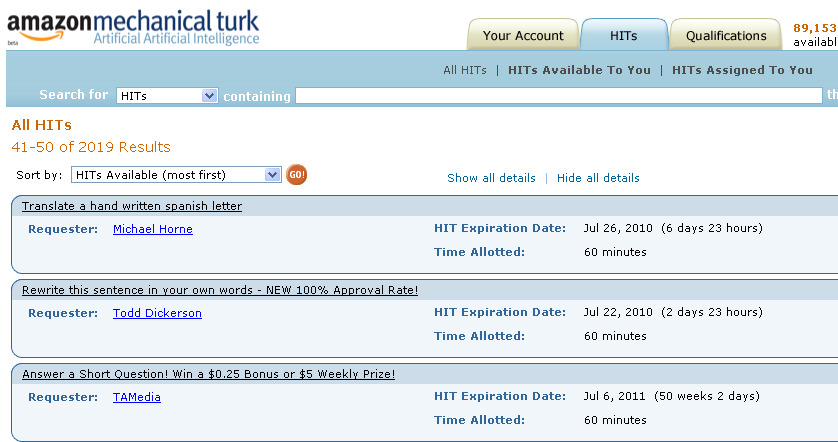 amazonmechanical turk
beta
Artificial Artificial Intelligence
Your Account
HITs
Qualifications
89,153
availabl
All HITs | HITs Available To You | HITs Assigned To You
Search for HITs containing th
All HITs
41-50 of 2019 Results
Sort by: HITs Available (most first) GO! Show all details | Hide all details
Translate a hand written spanish letter
Requester: Michael Horne HIT Expiration Date: Jul 26, 2010 (6 days 23 hours)
Time Allotted: 60 minutes
Rewrite this sentence in your own words - NEW 100% Approval Rate!
Requester: Todd Dickerson HIT Expiration Date: Jul 22, 2010 (2 days 23 hours)
Time Allotted: 60 minutes
Answer a Short Question! Win a $0.25 Bonus or $5 Weekly Prize!
Requester: TAMedia HIT Expiration Date: Jul 6, 2011 (50 weeks 2 days)
Time Allotted: 60 minutes